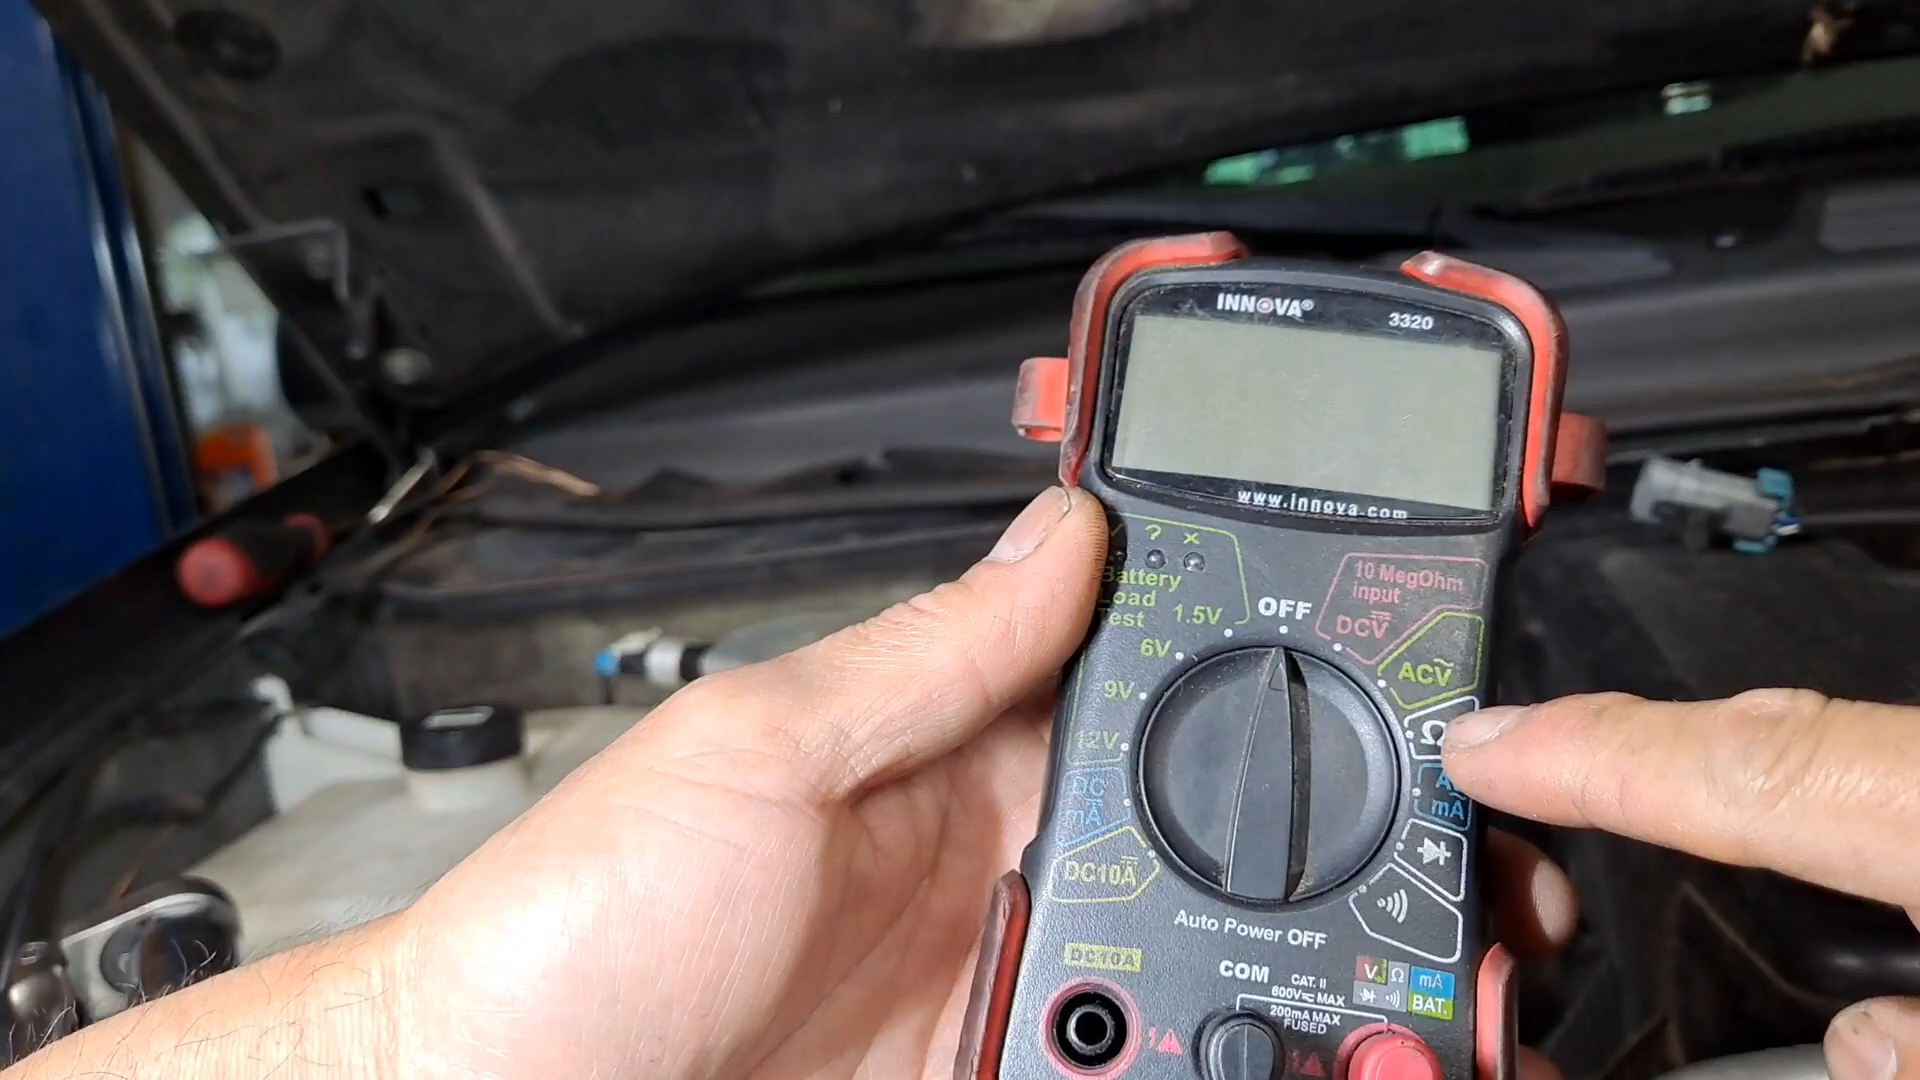 INNOVA®
3320
www.innova.com
? ×
Battery
Load
Test 1.5V
OFF
10 MegOhm
input
DCV
ACV
6V
9V
12V
Ω
DC
mA
mA
DC10A
Auto Power OFF
DC10A
COM
CAT. II
600V MAX
200mA MAX
FUSED
V Ω mA
BAT.